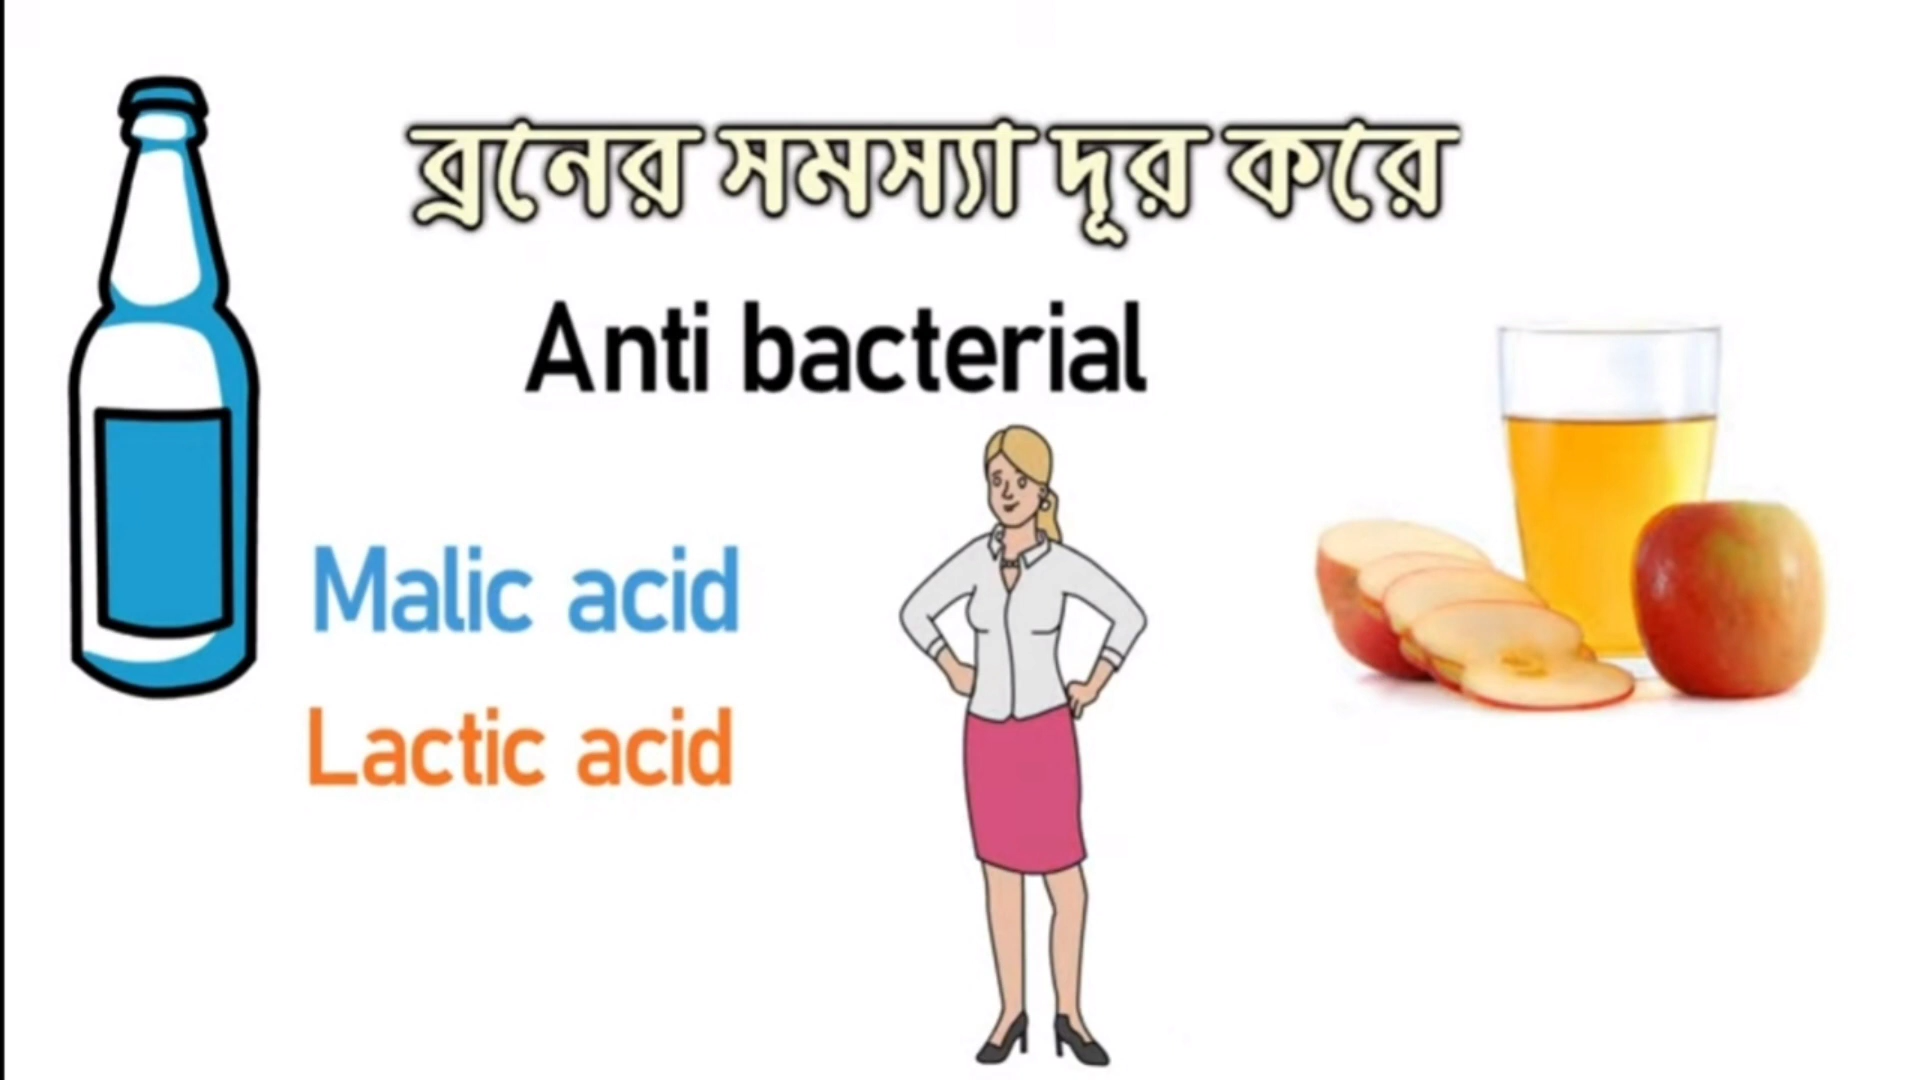 ব্রনের সমস্যা দূর করে
Anti bacterial
Malic acid
Lactic acid